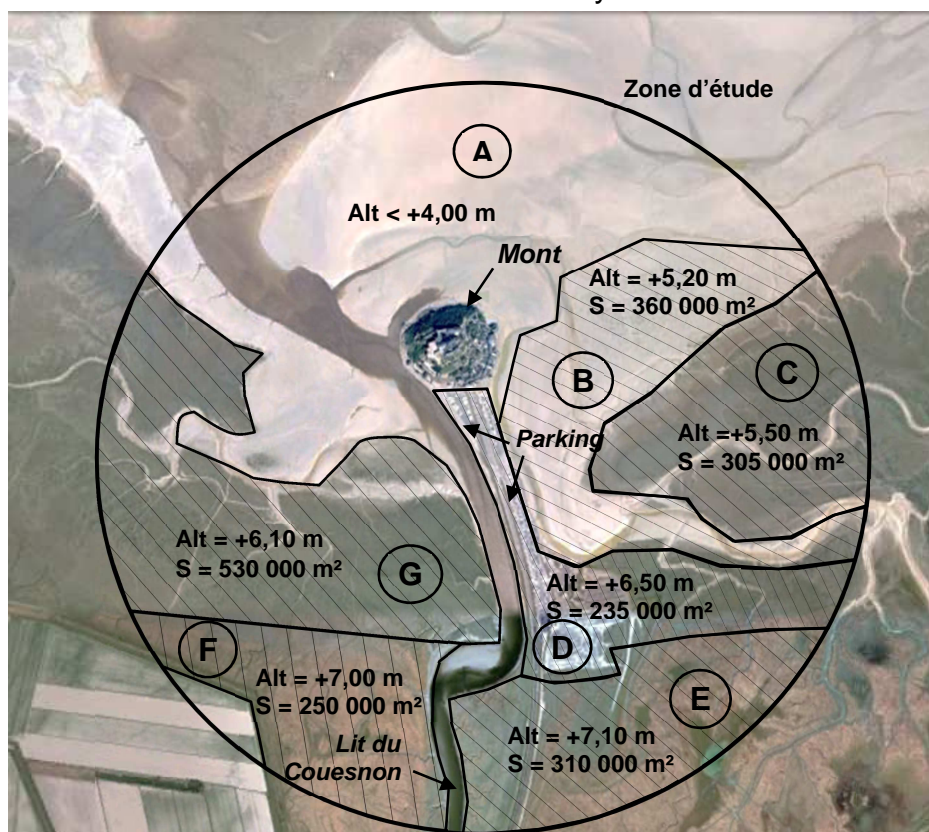 Zone d'étude
A
Alt < +4,00 m
Mont
Alt = +5,20 m
S = 360 000 m²
B
C
Parking
Alt =+5,50 m
S = 305 000 m²
Alt = +6,10 m
S = 530 000 m²
G
Alt = +6,50 m
S = 235 000 m²
F
D
Alt = +7,00 m
S = 250 000 m²
E
Lit du
Couesnon
Alt = +7,10 m
S = 310 000 m²